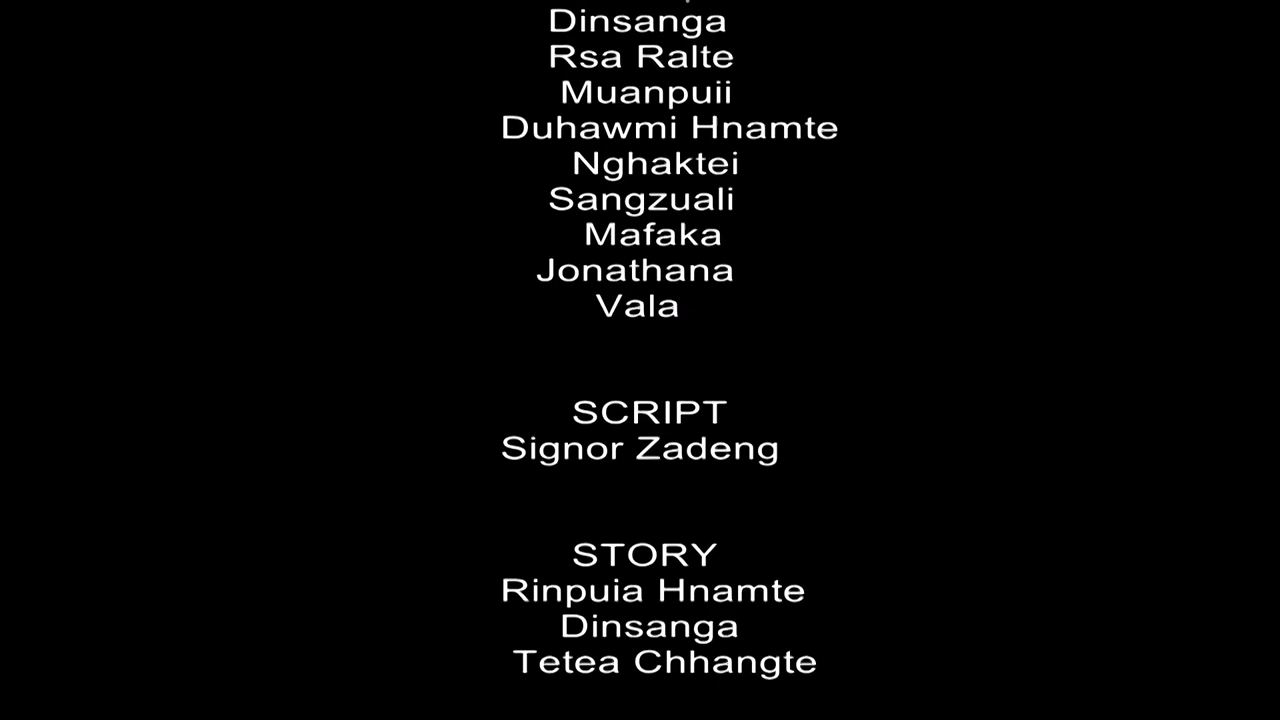 Dinsanga
Rsa Ralte
Muanpuii
Duhawmi Hnamte
Nghaktei
Sangzuali
Mafaka
Jonathana
Vala
SCRIPT
Signor Zadeng
STORY
Rinpuia Hnamte
Dinsanga
Tetea Chhangte